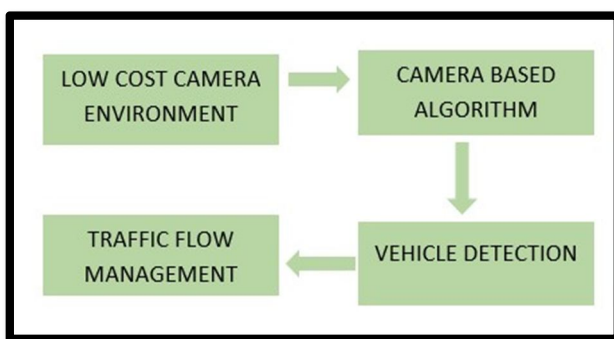 LOW COST CAMERA
ENVIRONMENT
CAMERA BASED
ALGORITHM
VEHICLE DETECTION
TRAFFIC FLOW
MANAGEMENT